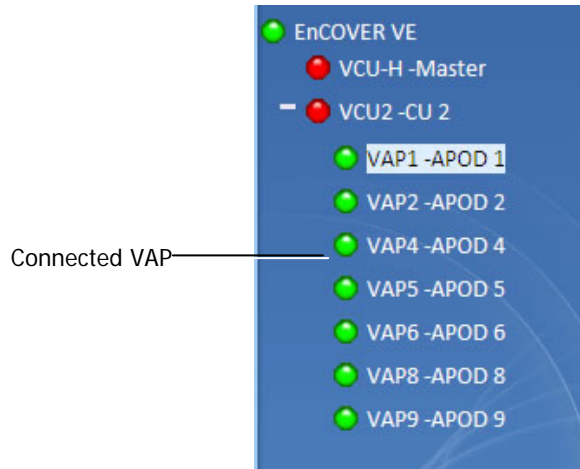 EnCOVER VE
VCU-H -Master
VCU2 -CU 2
VAP1 -APOD 1
VAP2 -APOD 2
Connected VAP
VAP4 -APOD 4
VAP5 -APOD 5
VAP6 -APOD 6
VAP8 -APOD 8
VAP9 -APOD 9